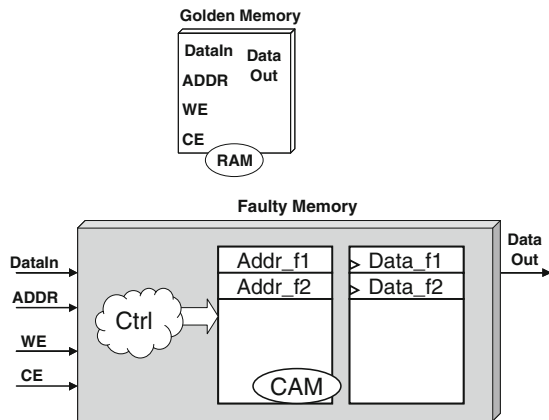 Golden Memory
DataIn
Data
Out
ADDR
WE
CE
RAM
Faulty Memory
DataIn
ADDR
WE
CE
Ctrl
Addr_f1
Addr_f2
CAM
Data_f1
Data_f2
Data
Out